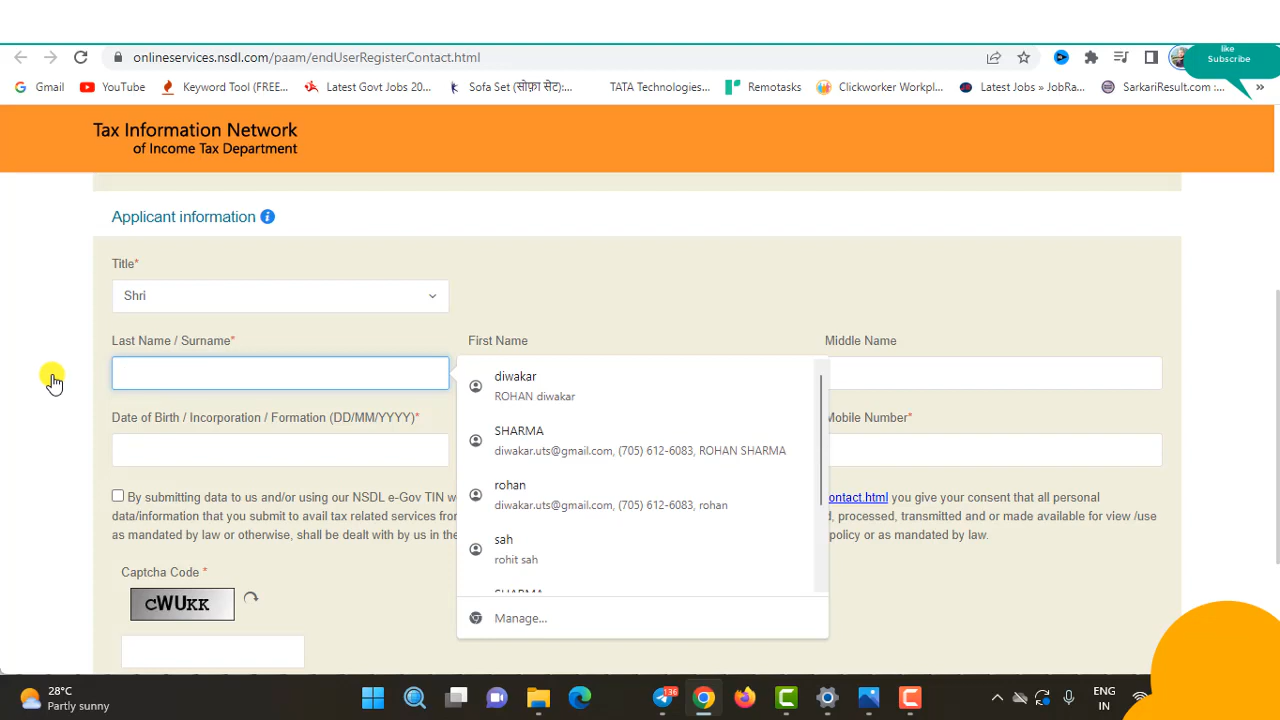 like
Subscribe
onlineservices.nsdl.com/paam/endUserRegisterContact.html
Gmail
YouTube
Keyword Tool (FREE...
Latest Govt Jobs 20...
Sofa Set (सोफ़ा सेट):...
TATA Technologies...
Remotasks
Clickworker Workpl...
Latest Jobs » JobRa...
SarkariResult.com :...
»
Tax Information Network
of Income Tax Department
Applicant information
Title*
Shri
Last Name / Surname*
First Name
Middle Name
diwakar
ROHAN diwakar
SHARMA
diwakar.uts@gmail.com, (705) 612-6083, ROHAN SHARMA
rohan
diwakar.uts@gmail.com, (705) 612-6083, rohan
sah
rohit sah
SHARMA
Manage...
Date of Birth / Incorporation / Formation (DD/MM/YYYY)*
Mobile Number*
By submitting data to us and/or using our NSDL e-Gov TIN
ontact.html you give your consent that all personal
data/information that you submit to avail tax related services
d, processed, transmitted and or made available for view /use
as mandated by law or otherwise, shall be dealt with by us in the
policy or as mandated by law.
Captcha Code *
cWUKK
28°C
Partly sunny
136
ENG
IN